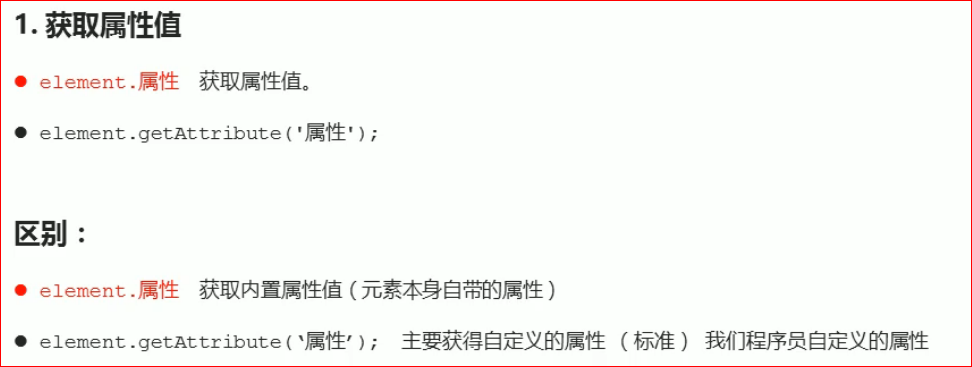 1. 获取属性值
● element.属性 获取属性值。
● element.getAttribute('属性');
区别：
● element.属性 获取内置属性值（元素本身自带的属性）
● element.getAttribute(‘属性’); 主要获得自定义的属性 （标准） 我们程序员自定义的属性